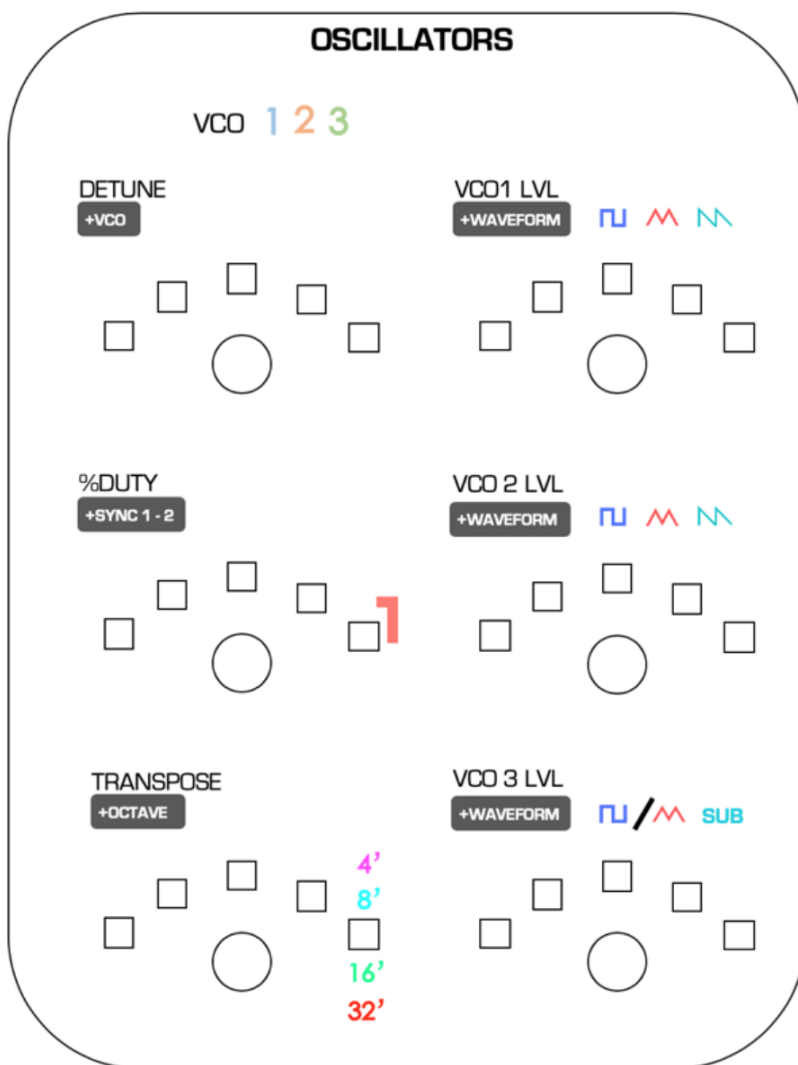 OSCILLATORS
VCO 1 2 3
DETUNE
+VCO
VCO1 LVL
+WAVEFORM
%DUTY
+SYNC 1 - 2
VCO 2 LVL
+WAVEFORM
TRANSPOSE
+OCTAVE
4’
8’
16’
32’
VCO 3 LVL
+WAVEFORM
/
SUB